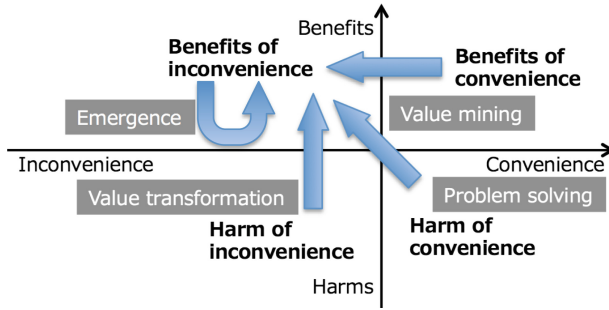 Benefits
Benefits of
inconvenience
Benefits of
convenience
Emergence
Value mining
Inconvenience
Convenience
Value transformation
Problem solving
Harm of
inconvenience
Harm of
convenience
Harms